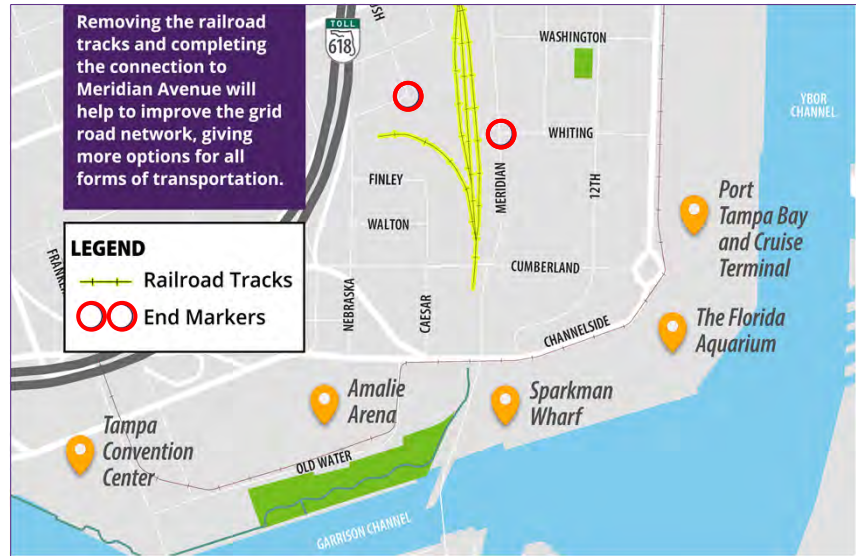 Removing the railroad
tracks and completing
the connection to
Meridian Avenue will
help to improve the grid
road network, giving
more options for all
forms of transportation.
TOLL
618
WASHINGTON
YBOR
CHANNEL
WHITING
MERIDIAN
12TH
FINLEY
WALTON
Port
Tampa Bay
and Cruise
Terminal
LEGEND
Railroad Tracks
End Markers
CUMBERLAND
NEBRASKA
CAESAR
CHANNELSIDE
The Florida
Aquarium
Amalie
Arena
Sparkman
Wharf
Tampa
Convention
Center
OLD WATER
GARRISON CHANNEL